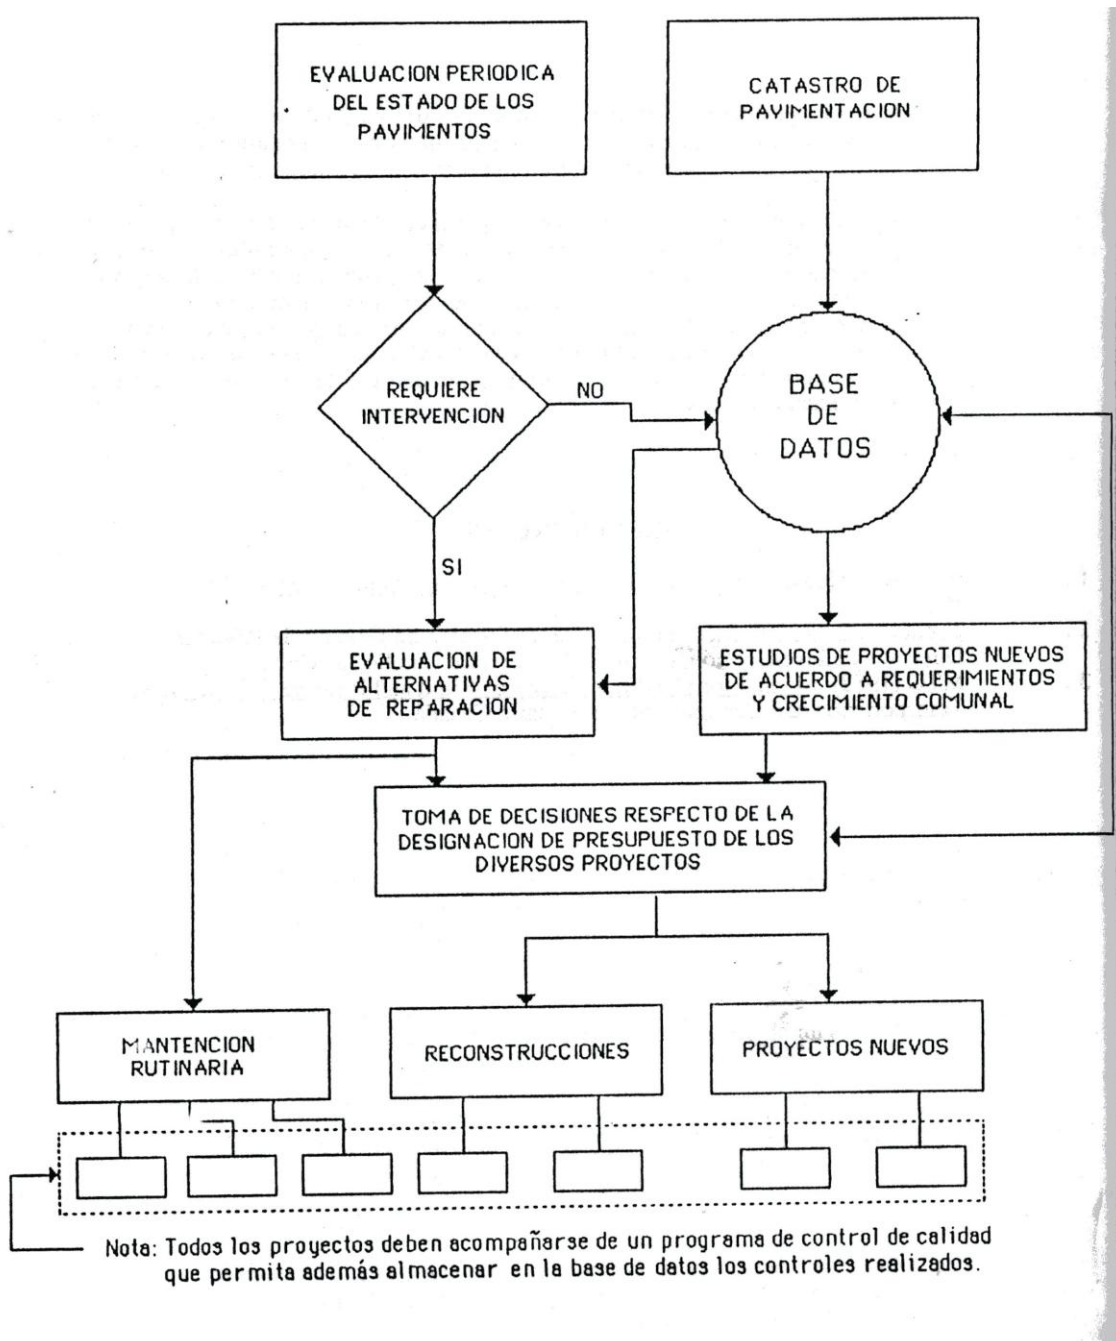 EVALUACION PERIODICA
DEL ESTADO DE LOS
PAVIMENTOS
CATASTRO DE
PAVIMENTACION
REQUIERE
INTERVENCION
NO
BASE
DE
DATOS
SI
EVALUACION DE
ALTERNATIVAS
DE REPARACION
ESTUDIOS DE PROYECTOS NUEVOS
DE ACUERDO A REQUERIMIENTOS
Y CRECIMIENTO COMUNAL
TOMA DE DECISIONES RESPECTO DE LA
DESIGNACION DE PRESUPUESTO DE LOS
DIVERSOS PROYECTOS
MANTENCION
RUTINARIA
RECONSTRUCCIONES
PROYECTOS NUEVOS
Nota: Todos los proyectos deben acompañarse de un programa de control de calidad
que permita además almacenar en la base de datos los controles realizados.